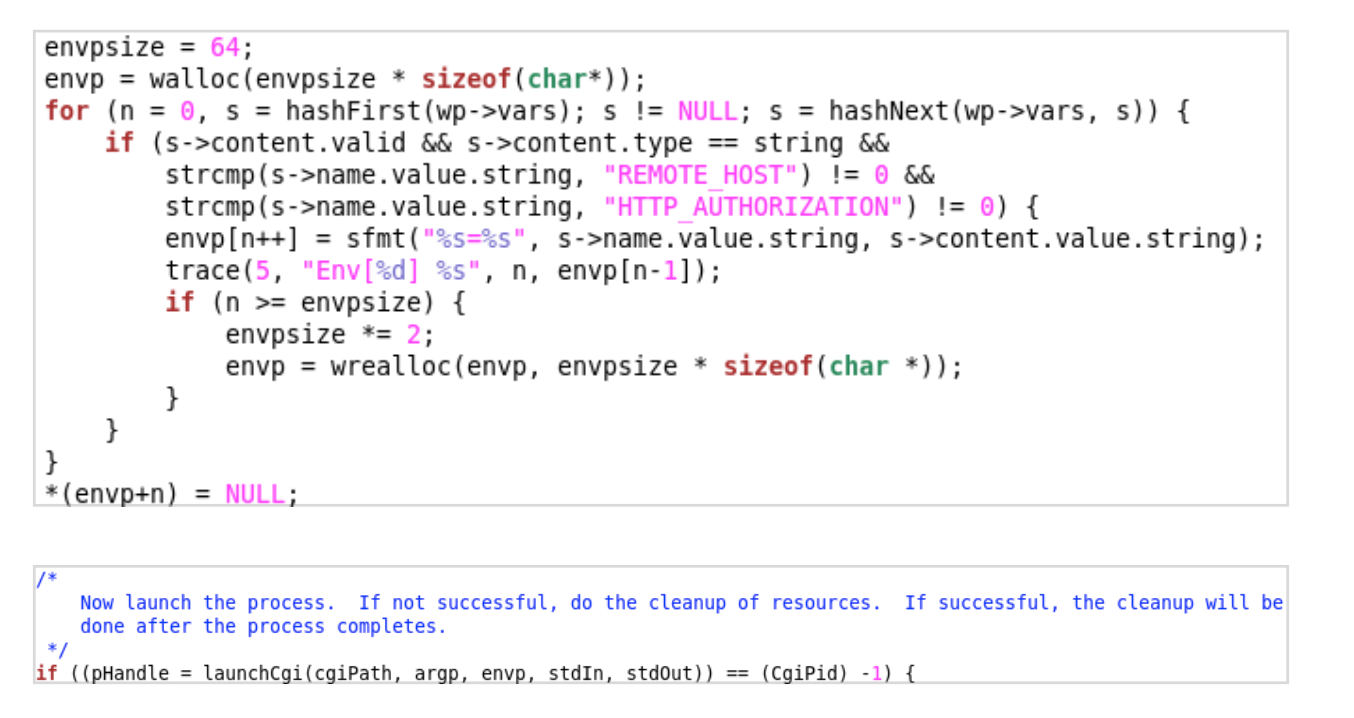 envpsize = 64;
envp = walloc(envpsize * sizeof(char*));
for (n = 0, s = hashFirst(wp->vars); s != NULL; s = hashNext(wp->vars, s)) {
    if (s->content.valid && s->content.type == string &&
        strcmp(s->name.value.string, "REMOTE_HOST") != 0 &&
        strcmp(s->name.value.string, "HTTP_AUTHORIZATION") != 0) {
        envp[n++] = sfmt("%s=%s", s->name.value.string, s->content.value.string);
        trace(5, "Env[%d] %s", n, envp[n-1]);
        if (n >= envpsize) {
            envpsize *= 2;
            envp = wrealloc(envp, envpsize * sizeof(char *));
        }
    }
}
*(envp+n) = NULL;
/*
    Now launch the process.  If not successful, do the cleanup of resources.  If successful, the cleanup will be
    done after the process completes.
 */
if ((pHandle = launchCgi(cgiPath, argp, envp, stdIn, stdOut)) == (CgiPid) -1) {